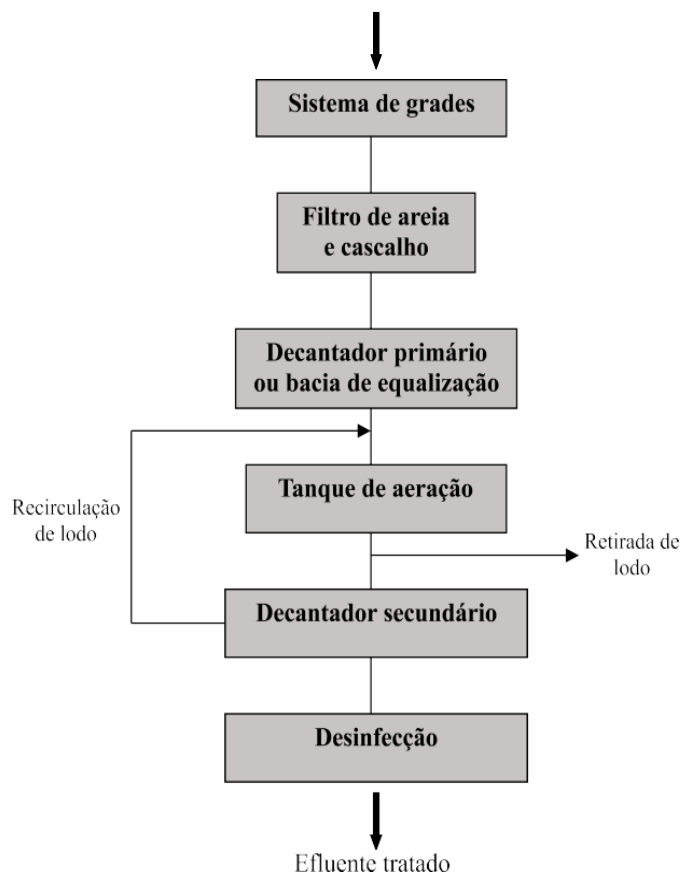 Sistema de grades
Filtro de areia
e cascalho
Decantador primário
ou bacia de equalização
Tanque de aeração
Recirculação
de lodo
Retirada de
lodo
Decantador secundário
Desinfecção
Efluente tratado